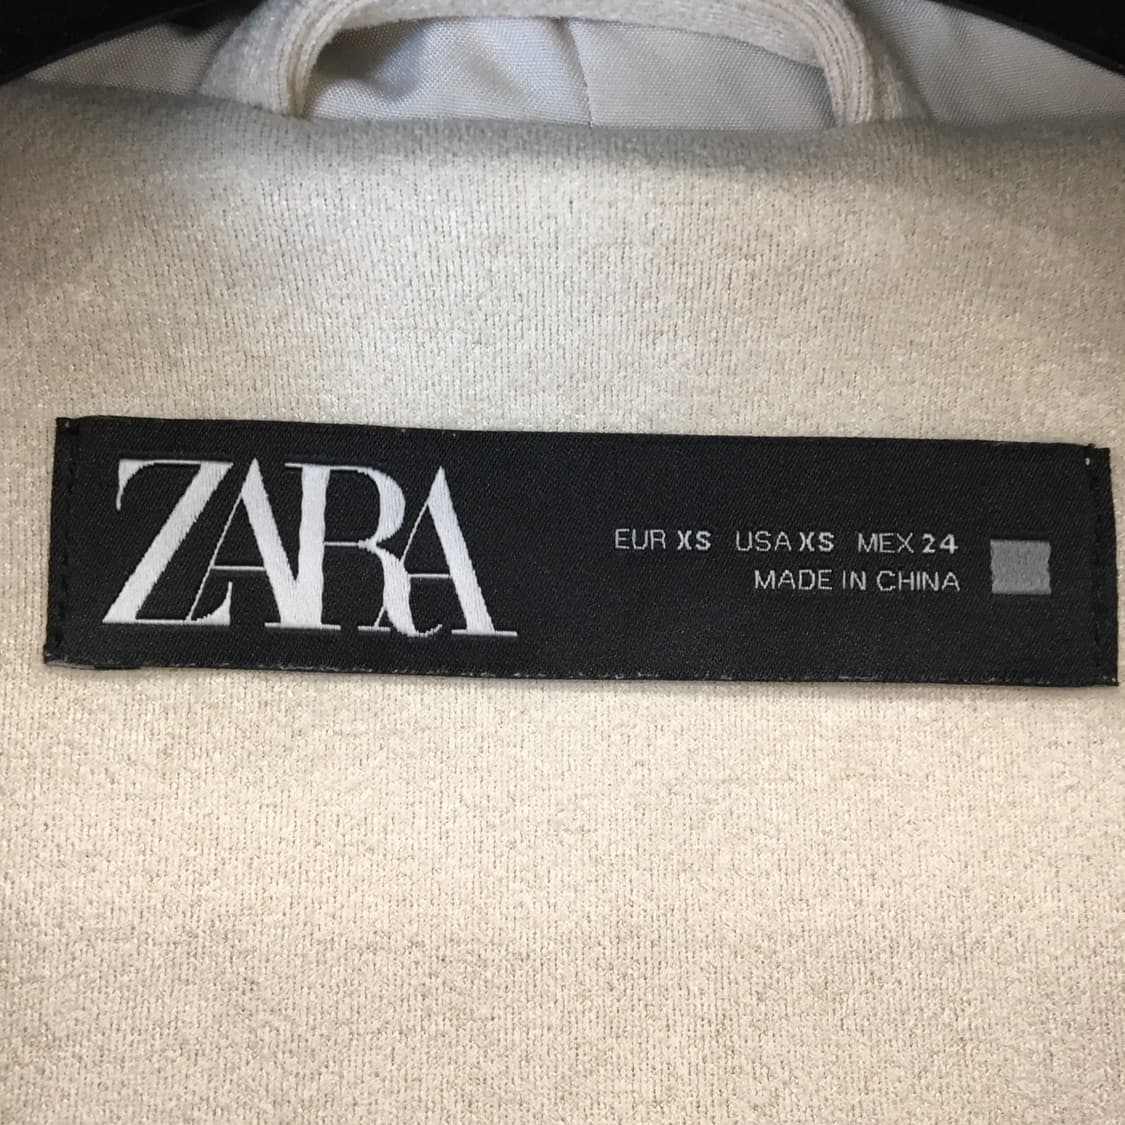 ZARA
EUR XS USA XS MEX 24
MADE IN CHINA